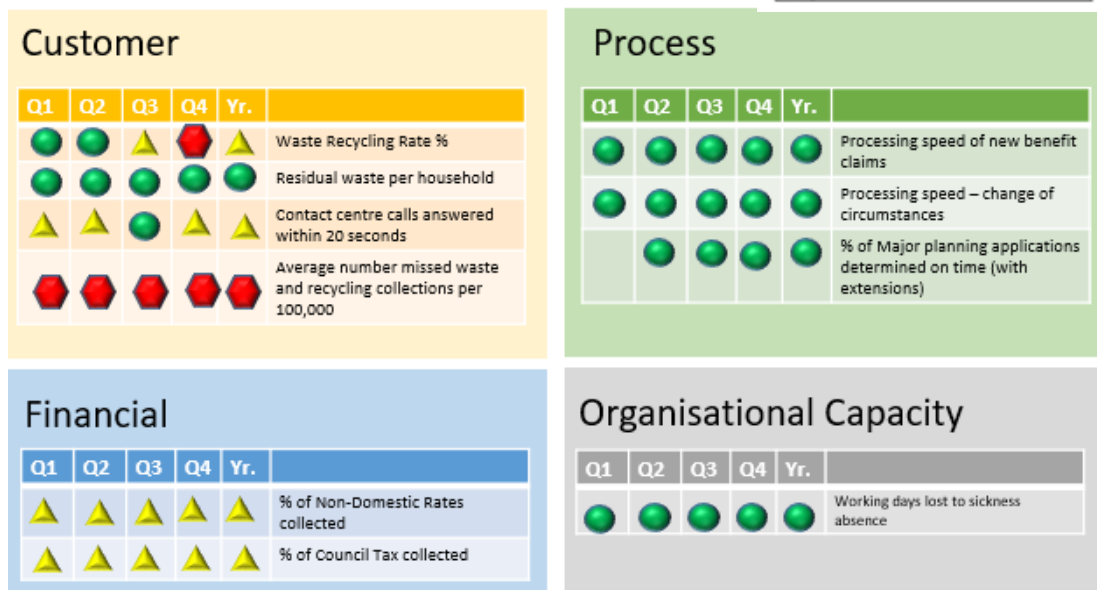 Customer
Q1 Q2 Q3 Q4 Yr.
Waste Recycling Rate %
Residual waste per household
Contact centre calls answered
within 20 seconds
Average number missed waste
and recycling collections per
100,000
Process
Q1 Q2 Q3 Q4 Yr.
Processing speed of new benefit
claims
Processing speed – change of
circumstances
% of Major planning applications
determined on time (with
extensions)
Financial
Q1 Q2 Q3 Q4 Yr.
% of Non-Domestic Rates
collected
% of Council Tax collected
Organisational Capacity
Q1 Q2 Q3 Q4 Yr.
Working days lost to sickness
absence